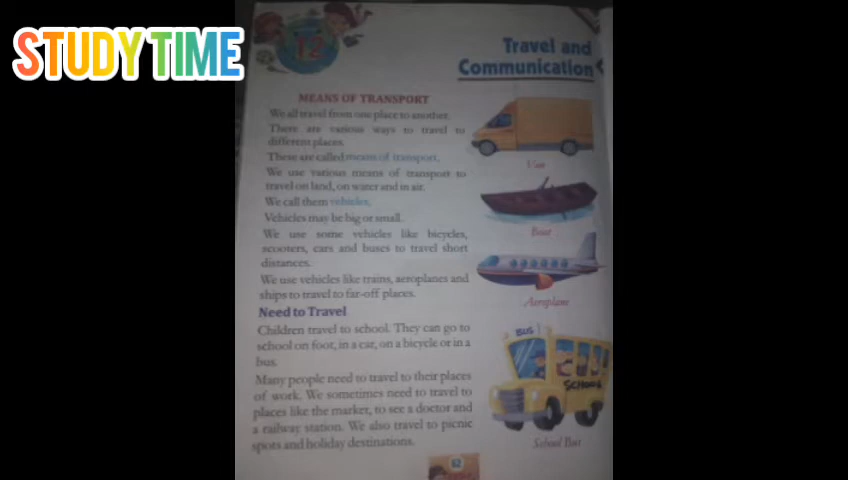 STUDY TIME
12
Travel and
Communication
MEANS OF TRANSPORT
We all travel from one place to another.
There are various ways to travel to
different places.
These are called means of transport.
We use various means of transport to
travel on land, on water and in air.
We call them vehicles.
Vehicles may be big or small.
We use some vehicles like bicycles,
scooters, cars and buses to travel short
distances.
We use vehicles like trains, aeroplanes and
ships to travel to far-off places.
Need to Travel
Children travel to school. They can go to
school on foot, in a car, on a bicycle or in a
bus.
Many people need to travel to their places
of work. We sometimes need to travel to
places like the market, to see a doctor and
a railway station. We also travel to picnic
spots and holiday destinations.
Van
Boat
Aeroplane
BUS
SCHOOL
School Bus
62